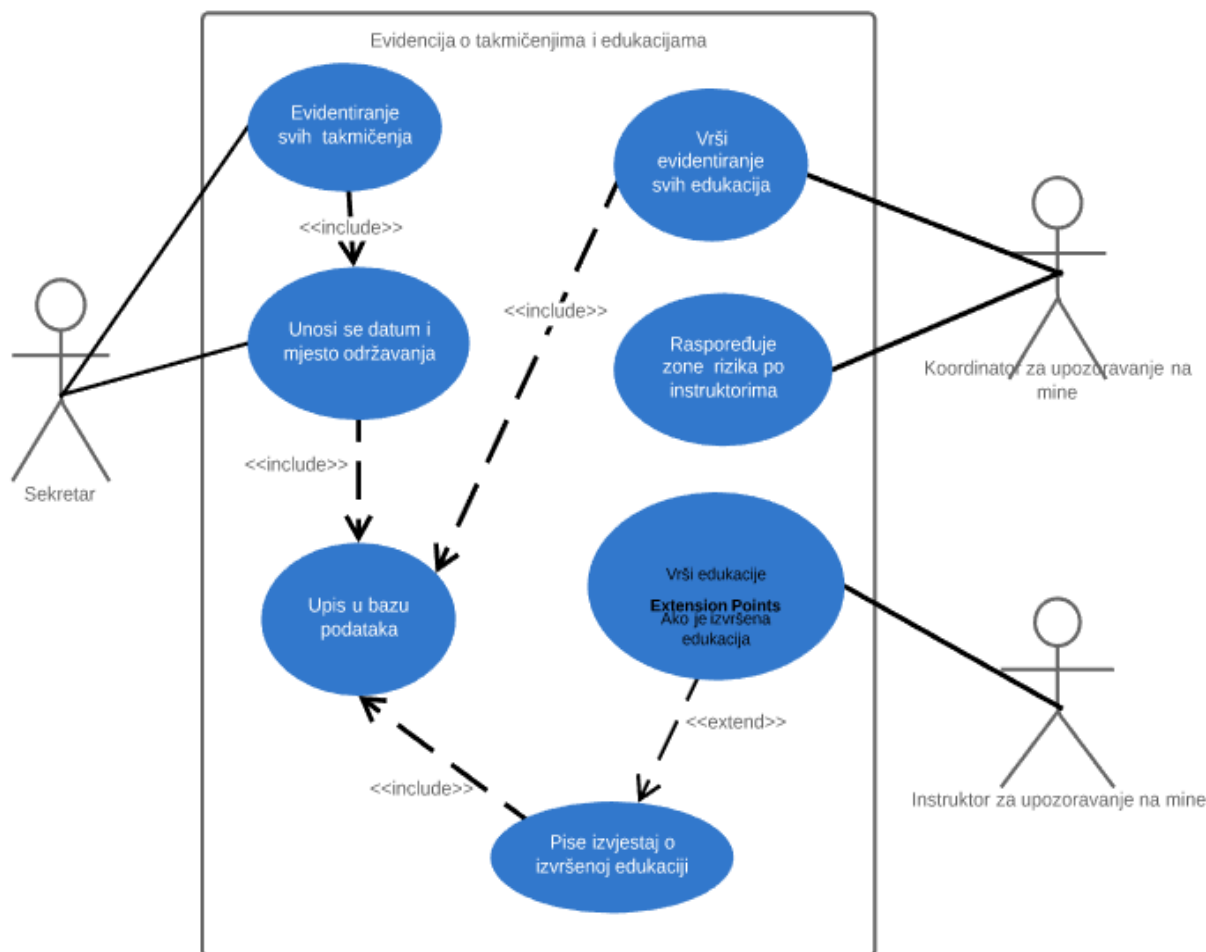 Evidencija o takmičenjima i edukacijama
Evidentiranje
svih takmičenja
Vrši
evidentiranje
svih edukacija
<<include>>
<<include>>
Unosi se datum i
mjesto održavanja
Raspoređuje
zone rizika po
instruktorima
Koordinator za upozoravanje na
mine
<<include>>
Sekretar
Vrši edukacije
Extension Points
Ako je izvršena
edukacija
Upis u bazu
podataka
<<extend>>
<<include>>
Instruktor za upozoravanje na mine
Pise izvjestaj o
izvršenoj edukaciji